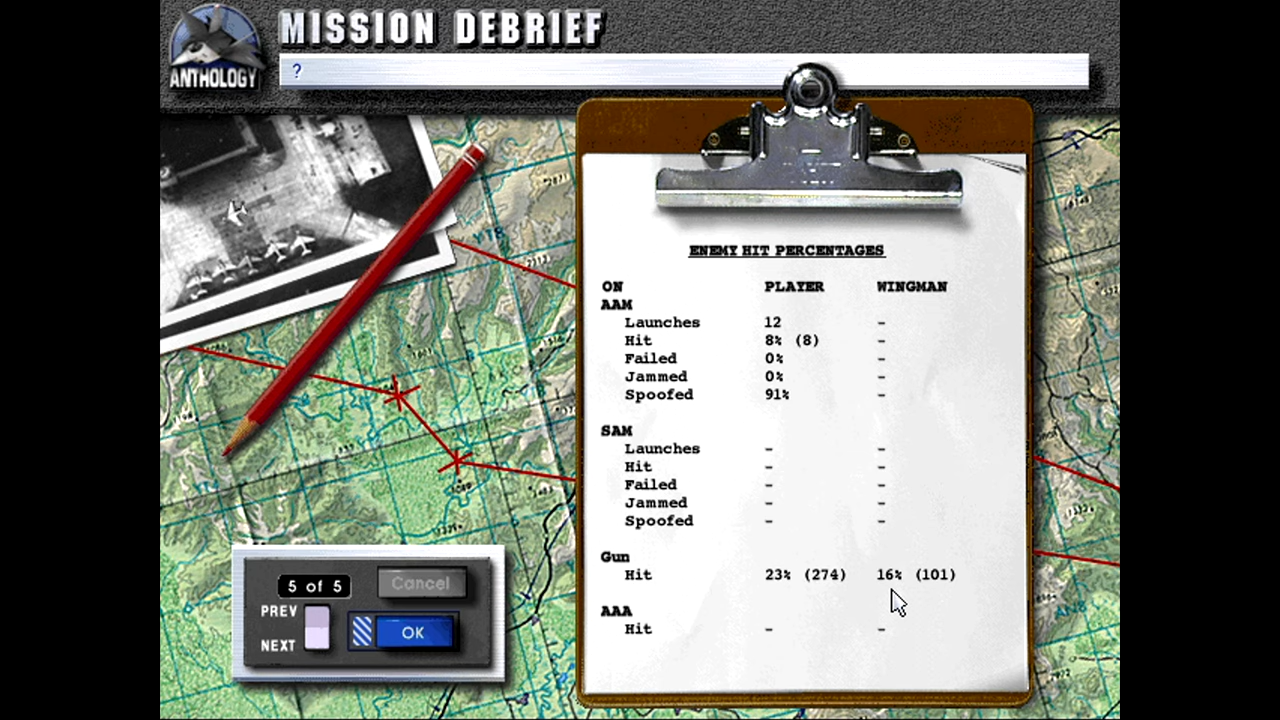 MISSION DEBRIEF
ANTHOLOGY
?
ENEMY HIT PERCENTAGES
ON PLAYER WINGMAN
AAM
Launches 12 -
Hit 8% (8) -
Failed 0% -
Jammed 0% -
Spoofed 91% -
SAM
Launches - -
Hit - -
Failed - -
Jammed - -
Spoofed - -
Gun
Hit 23% (274) 16% (101)
AAA
Hit - -
5 of 5
Cancel
PREV
NEXT
OK